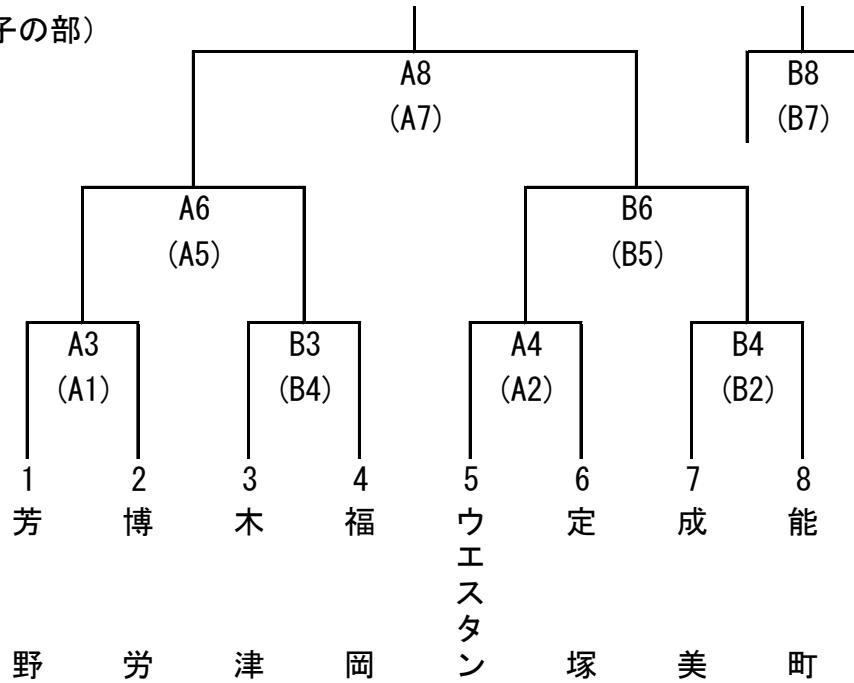 子の部）
A8 B8
(A7) (B7)
A6 B6
(A5) (B5)
A3 B3 A4 B4
(A1) (B4) (A2) (B2)
1 2 3 4 5 6 7 8
芳野 博労 木津 福岡 ウエスタン 定塚 成美 能町